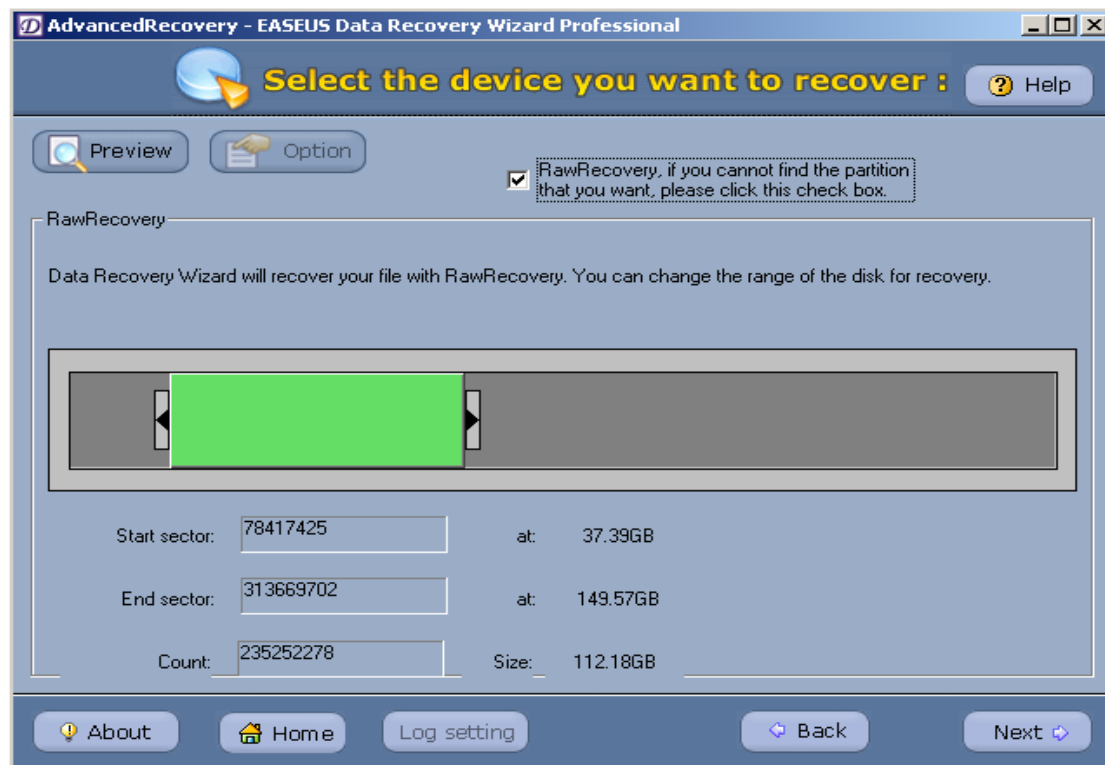 AdvancedRecovery - EASEUS Data Recovery Wizard Professional
Select the device you want to recover :
Help
Preview
Option
RawRecovery, if you cannot find the partition
that you want, please click this check box.
RawRecovery
Data Recovery Wizard will recover your file with RawRecovery. You can change the range of the disk for recovery.
Start sector: 78417425 at: 37.39GB
End sector: 313669702 at: 149.57GB
Count: 235252278 Size: 112.18GB
About
Home
Log setting
Back
Next